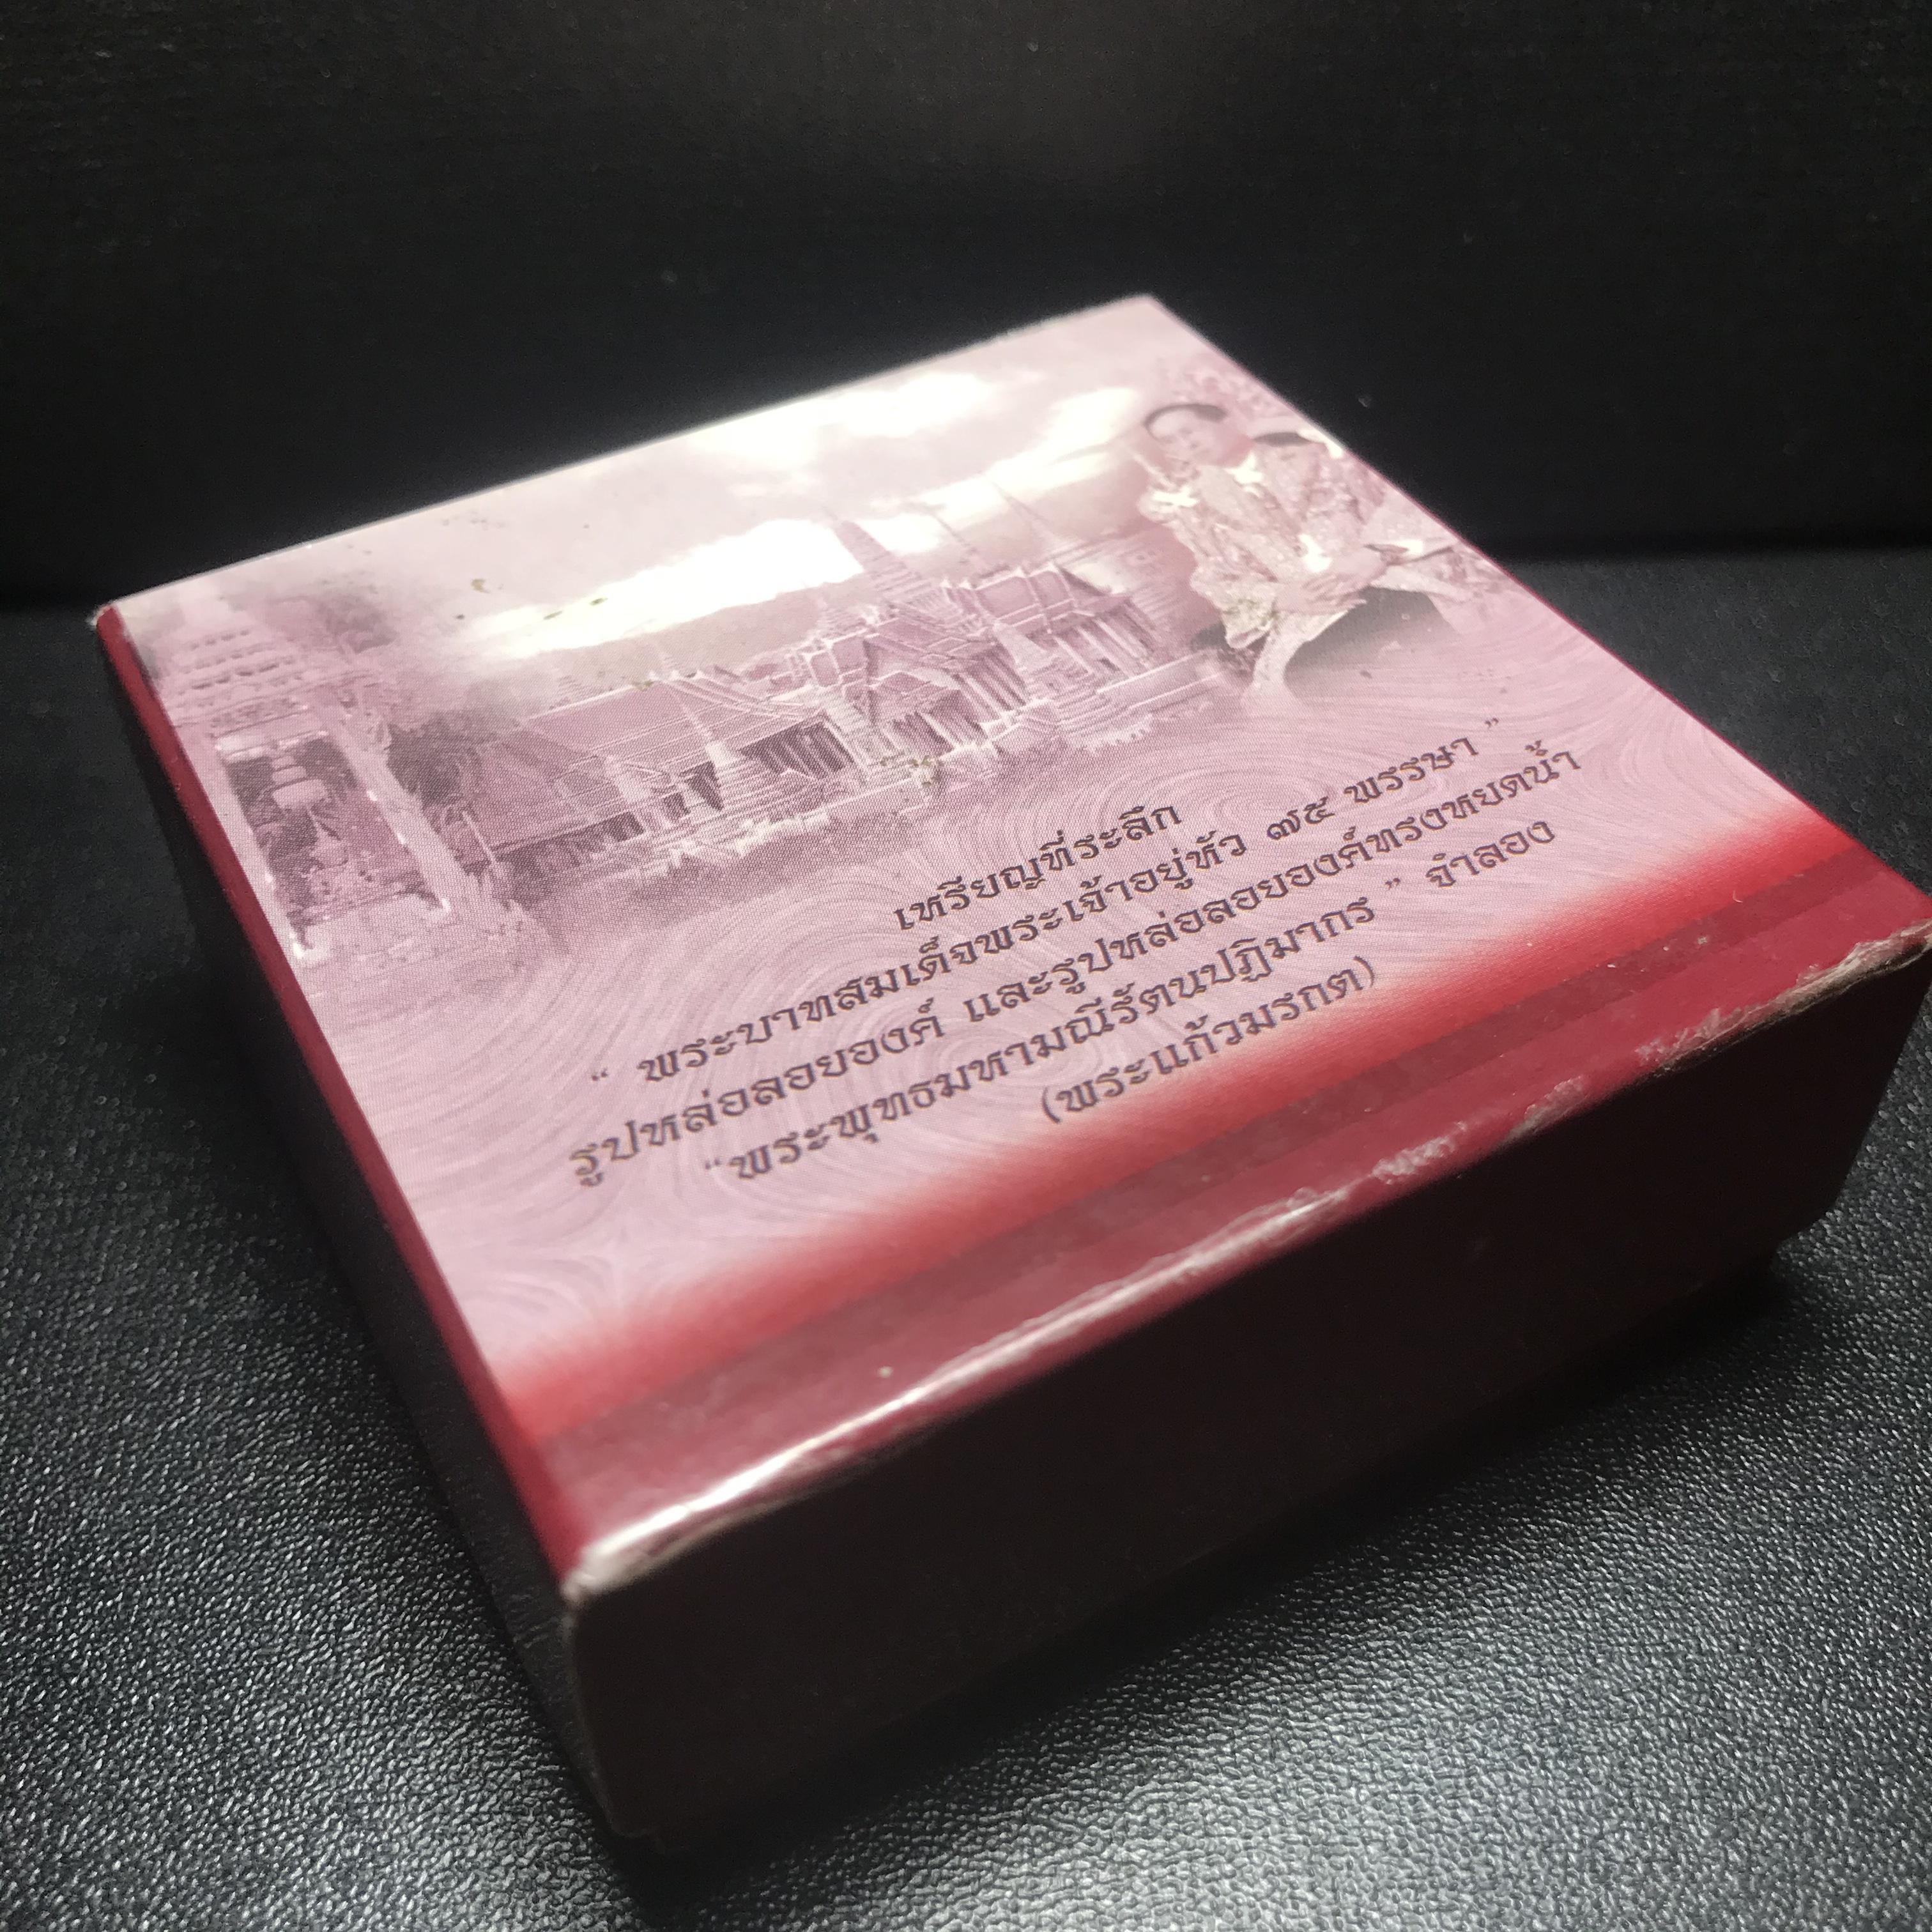 เหรียญที่ระลึก
“ พระบาทสมเด็จพระเจ้าอยู่หัว ๗๕ พรรษา ”
รูปหล่อลอยองค์ และรูปหล่อลอยองค์ทรงหยดน้ำ
“พระพุทธมหามณีรัตนปฏิมากร ” จำลอง
(พระแก้วมรกต)